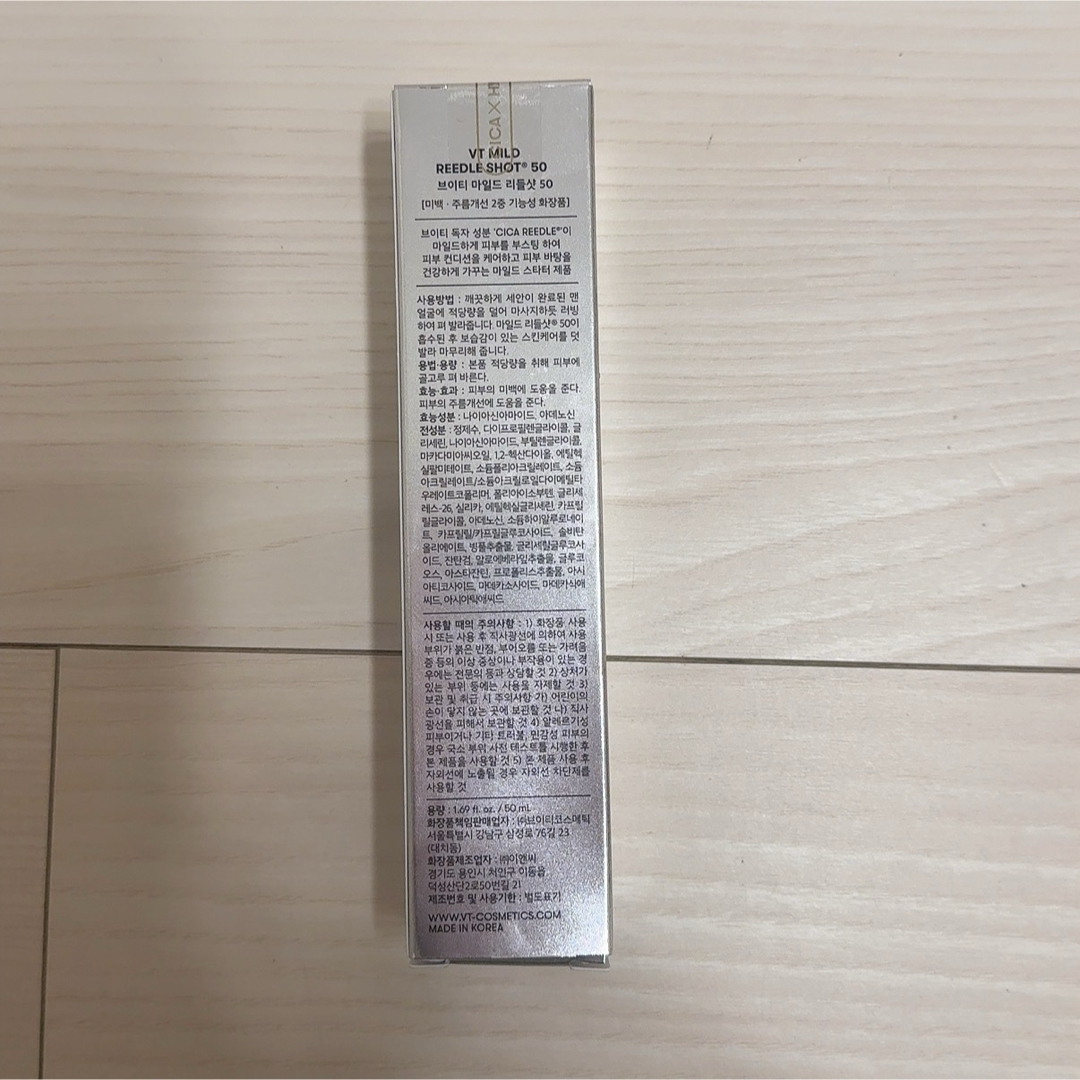 CICA X H
VT MILD
REEDLE SHOT® 50
브이티 마일드 리들샷 50
[미백 · 주름개선 2중 기능성 화장품]
브이티 독자 성분 'CICA REEDLE®'이
마일드하게 피부를 부스팅 하여
피부 컨디션을 케어하고 피부 바탕을
건강하게 가꾸는 마일드 스타터 제품
사용방법 : 깨끗하게 세안이 완료된 맨
얼굴에 적당량을 덜어 마사지하듯 러빙
하여 펴 발라줍니다. 마일드 리들샷® 50이
흡수된 후 보습감이 있는 스킨케어를 덧
발라 마무리해 줍니다.
용법·용량 : 본품 적당량을 취해 피부에
골고루 펴 바른다.
효능·효과 : 피부의 미백에 도움을 준다.
피부의 주름개선에 도움을 준다.
효능성분 : 나이아신아마이드, 아데노신
전성분 : 정제수, 다이프로필렌글라이콜, 글
리세린, 나이아신아마이드, 부틸렌글라이콜,
마카다미아씨오일, 1,2-헥산다이올, 에틸헥
실팔미테이트, 소듐폴리아크릴레이트, 소듐
아크릴레이트/소듐아크릴로일다이메틸타
우레이트코폴리머, 폴리아이소부텐, 글리세
레스-26, 실리카, 에틸헥실글리세린, 카프릴
릴글라이콜, 아데노신, 소듐하이알루로네이
트, 카프릴릴/카프릴글루코사이드, 솔비탄
올리에이트, 병풀추출물, 글리세릴글루코사
이드, 잔탄검, 알로에베라잎추출물, 글루코
오스, 아스타잔틴, 프로폴리스추출물, 아시
아티코사이드, 마데카소사이드, 마데카식애
씨드, 아시아틱애씨드
사용할 때의 주의사항 : 1) 화장품 사용
시 또는 사용 후 직사광선에 의하여 사용
부위가 붉은 반점, 부어오름 또는 가려움
증 등의 이상 증상이나 부작용이 있는 경
우에는 전문의 등과 상담할 것 2) 상처가
있는 부위 등에는 사용을 자제할 것 3)
보관 및 취급 시 주의사항 가) 어린이의
손이 닿지 않는 곳에 보관할 것 나) 직사
광선을 피해서 보관할 것 4) 알레르기성
피부이거나 기타 트러블, 민감성 피부의
경우 국소 부위 사전 테스트를 시행한 후
본 제품을 사용할 것 5) 본 제품 사용 후
자외선에 노출될 경우 자외선 차단제를
사용할 것
용량 : 1.69 fl. oz. / 50 mL
화장품책임판매업자 : ㈜브이티코스메틱
서울특별시 강남구 삼성로 76길 23
(대치동)
화장품제조업자 : ㈜이앤씨
경기도 용인시 처인구 이동읍
덕성산단2로50번길 21
제조번호 및 사용기한 : 별도표기
WWW.VT-COSMETICS.COM
MADE IN KOREA